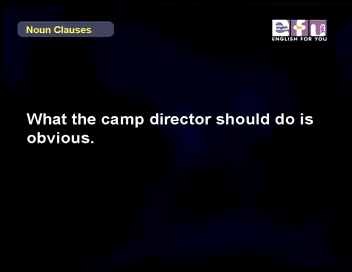 Noun Clauses
efu
ENGLISH FOR YOU
What the camp director should do is
obvious.